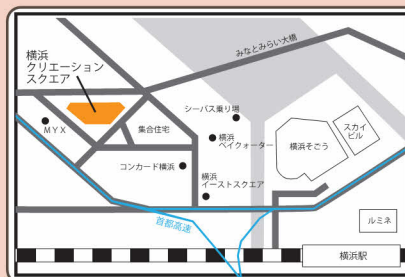 みなとみらい大橋
横浜
クリエーション
スクエア
シーバス乗り場
スカイ
ビル
MYX
集合住宅
横浜
ベイクォーター
横浜そごう
コンカード横浜
横浜
イーストスクエア
首都高速
ルミネ
横浜駅